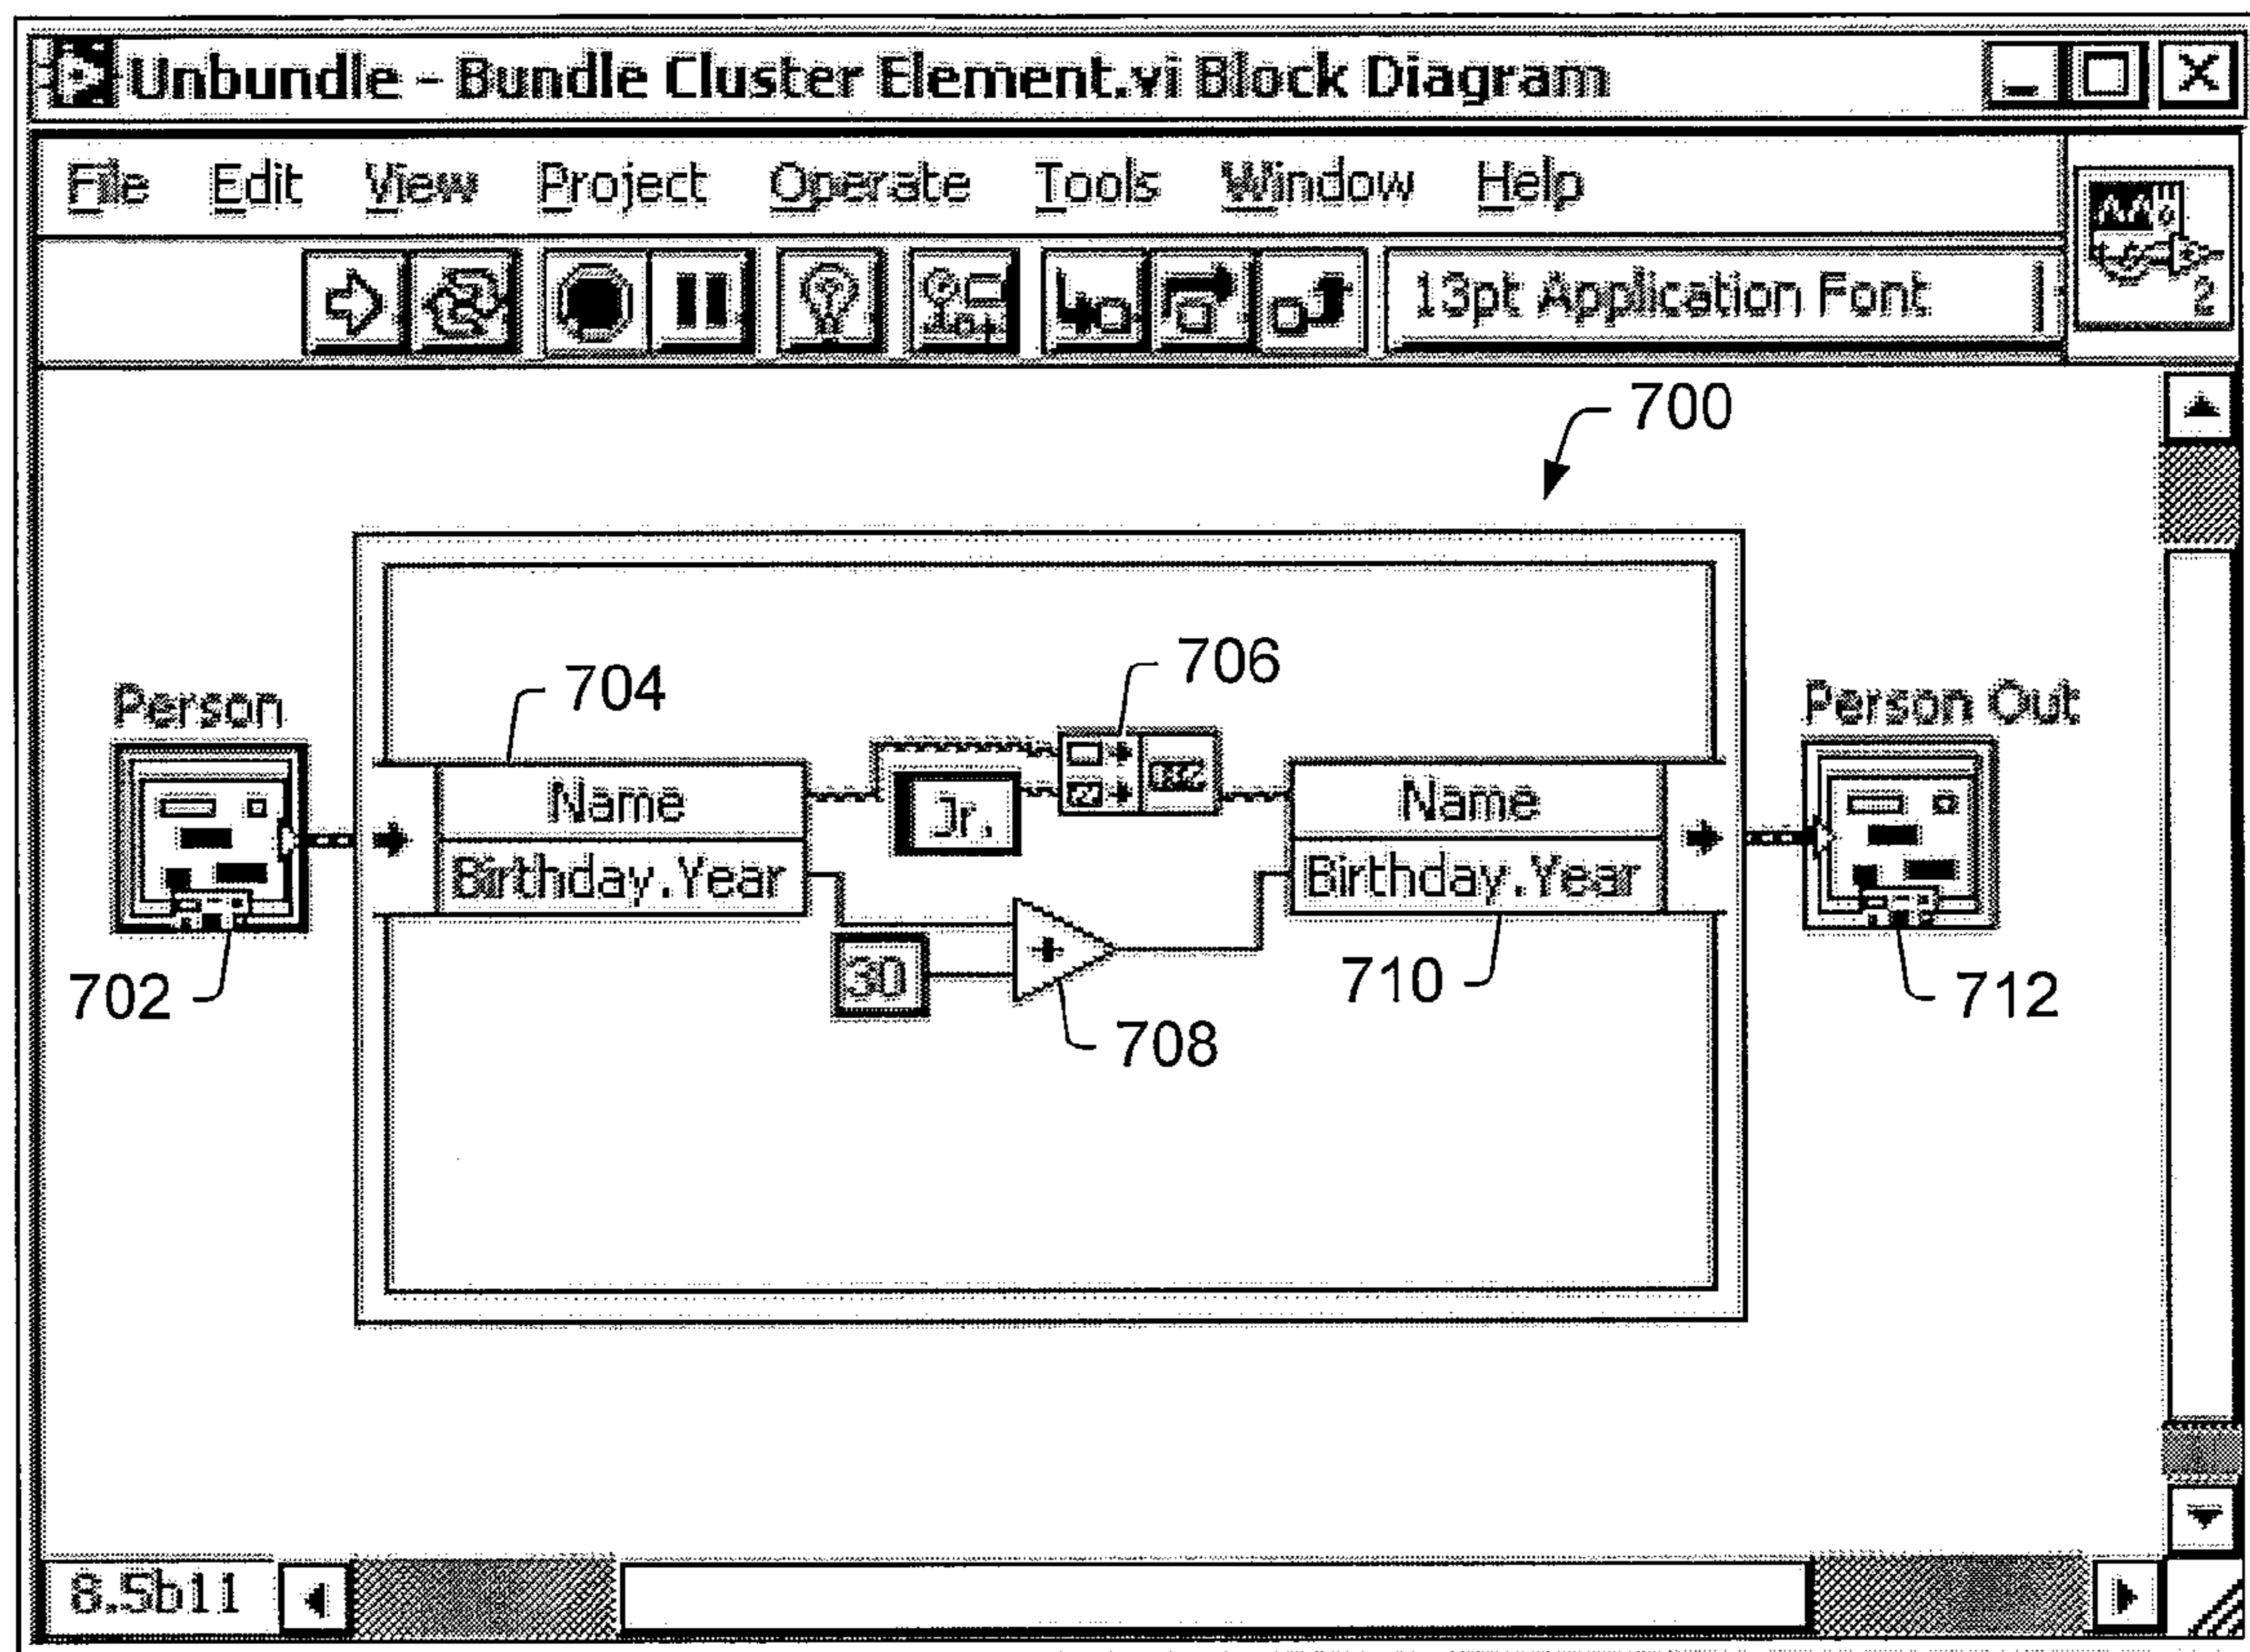 Unbundle - Bundle Cluster Element.vi Block Diagram
File Edit View Project Operate Tools Window Help
13pt Application Font
2
700
706
704
Person
Person Out
Name
Jr.
Name
Birthday.Year
Birthday.Year
30
702
710
712
708
8.5b11